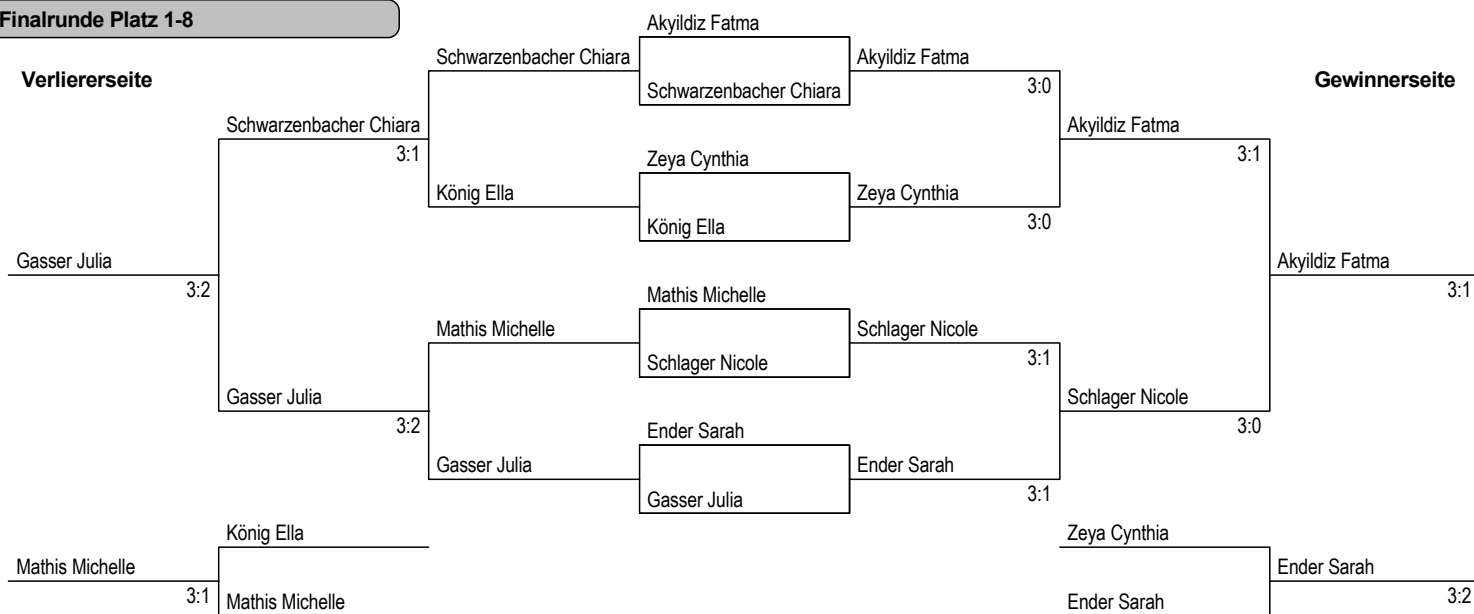 Finalrunde Platz 1-8
Verliererseite
Gewinnerseite
Akyildiz Fatma
Schwarzenbacher Chiara
Akyildiz Fatma
Schwarzenbacher Chiara
3:0
Schwarzenbacher Chiara
3:1
Akyildiz Fatma
3:1
Zeya Cynthia
König Ella
Zeya Cynthia
König Ella
3:0
Gasser Julia
3:2
Akyildiz Fatma
3:1
Mathis Michelle
Mathis Michelle
Schlager Nicole
Schlager Nicole
3:1
Gasser Julia
3:2
Schlager Nicole
3:0
Ender Sarah
Gasser Julia
Ender Sarah
Gasser Julia
3:1
König Ella
Zeya Cynthia
Mathis Michelle
3:1
Ender Sarah
3:2
Mathis Michelle
Ender Sarah